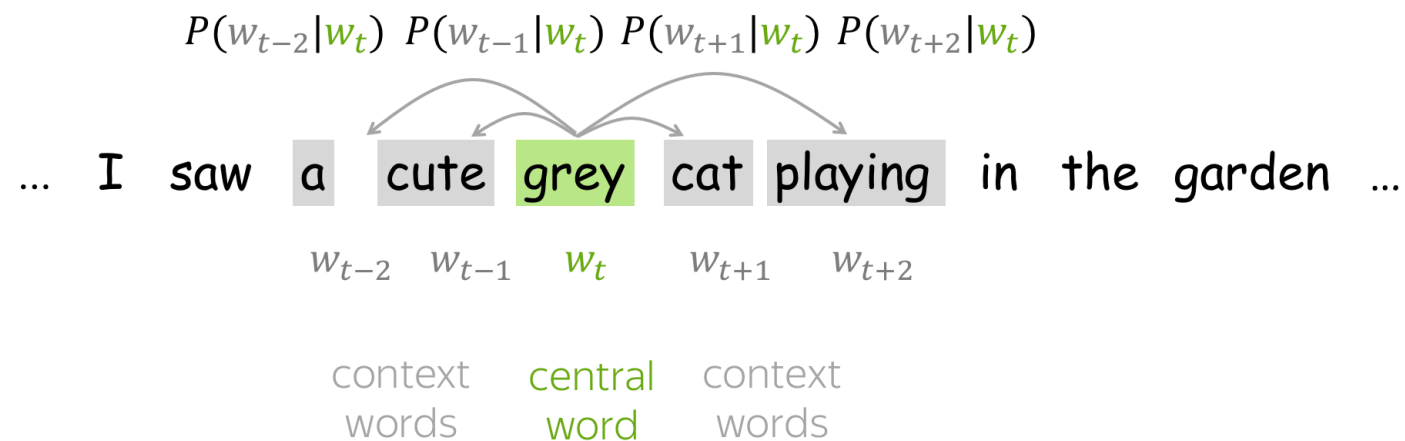 P(w_{t−2}|w_t) P(w_{t−1}|w_t) P(w_{t+1}|w_t) P(w_{t+2}|w_t)
... I saw a cute grey cat playing in the garden ...
w_{t−2} w_{t−1} w_t w_{t+1} w_{t+2}
context central context
words word words